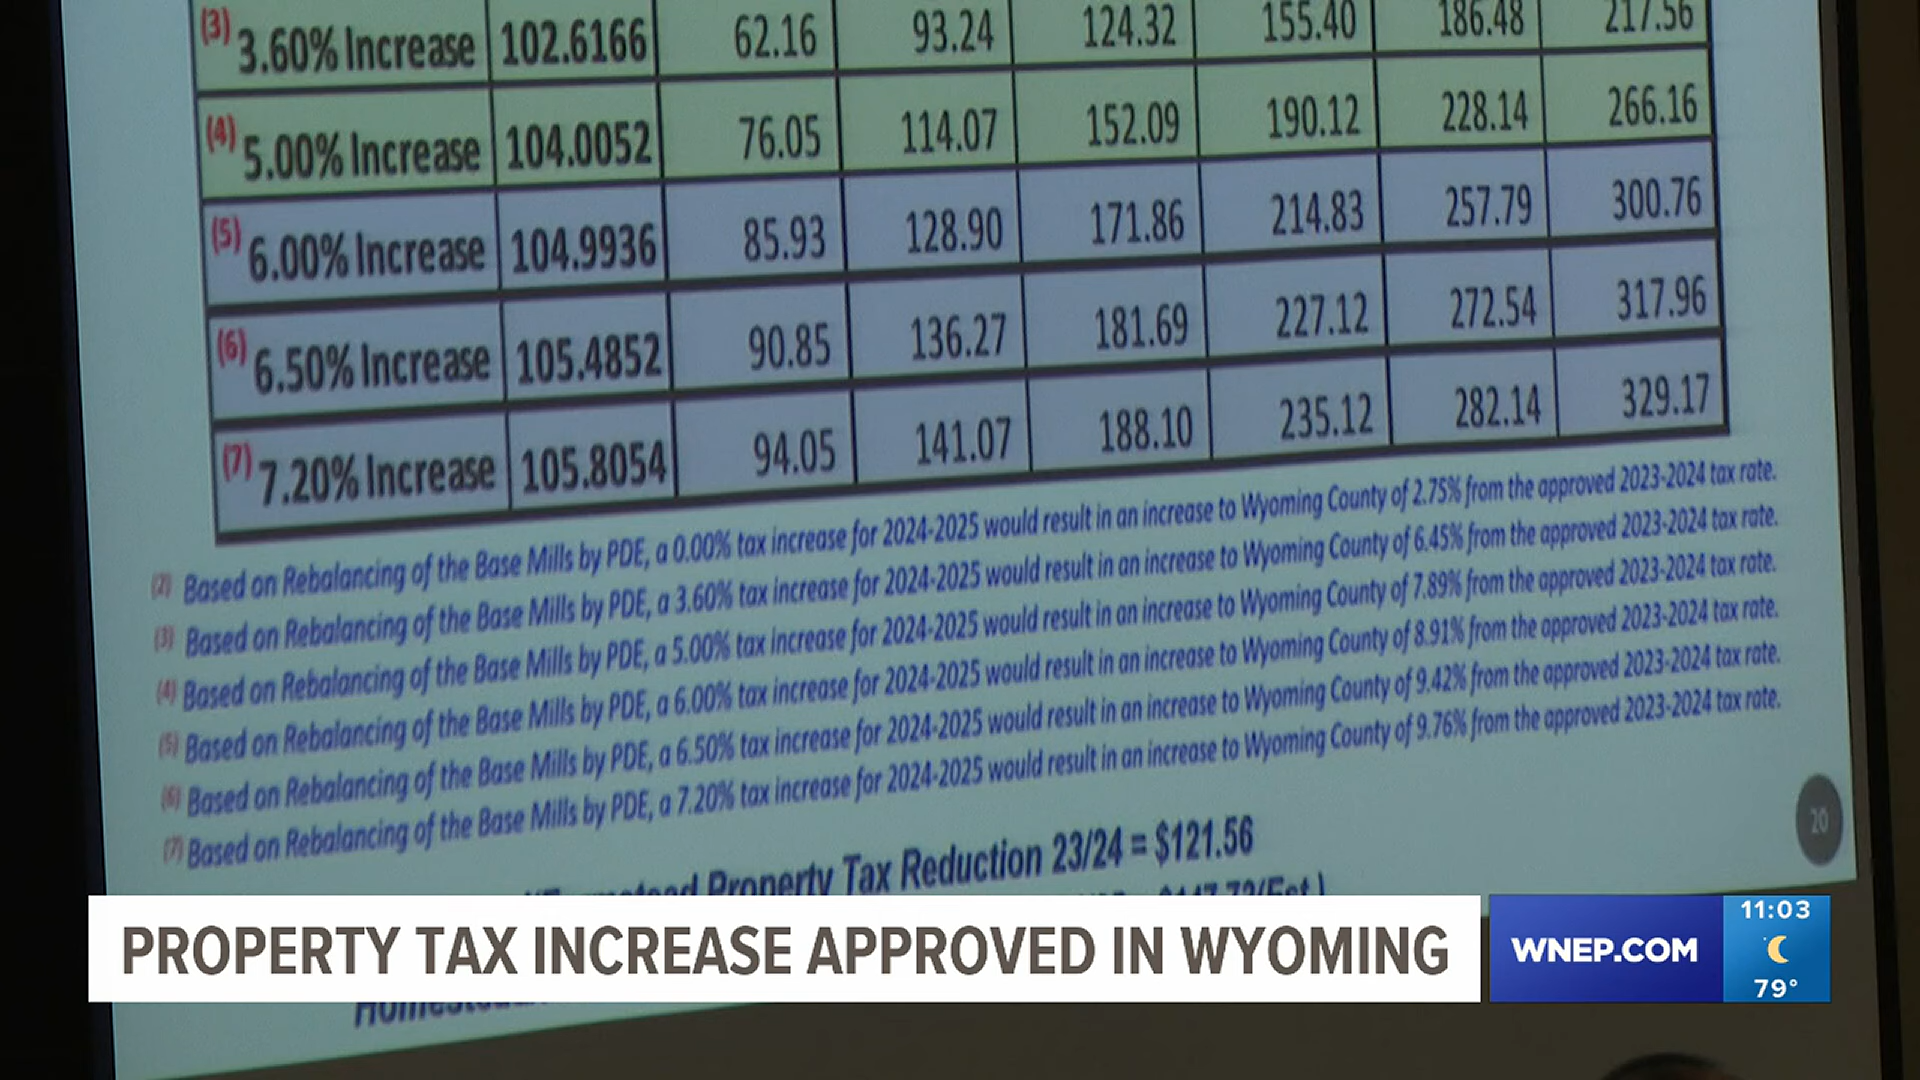 (3) 3.60% Increase 102.6166 62.16 93.24 124.32 155.40 186.48 217.56
(4) 5.00% Increase 104.0052 76.05 114.07 152.09 190.12 228.14 266.16
(5) 6.00% Increase 104.9936 85.93 128.90 171.86 214.83 257.79 300.76
(6) 6.50% Increase 105.4852 90.85 136.27 181.69 227.12 272.54 317.96
(7) 7.20% Increase 105.8054 94.05 141.07 188.10 235.12 282.14 329.17
(2) Based on Rebalancing of the Base Mills by PDE, a 0.00% tax increase for 2024-2025 would result in an increase to Wyoming County of 2.75% from the approved 2023-2024 tax rate.
(3) Based on Rebalancing of the Base Mills by PDE, a 3.60% tax increase for 2024-2025 would result in an increase to Wyoming County of 6.45% from the approved 2023-2024 tax rate.
(4) Based on Rebalancing of the Base Mills by PDE, a 5.00% tax increase for 2024-2025 would result in an increase to Wyoming County of 7.89% from the approved 2023-2024 tax rate.
(5) Based on Rebalancing of the Base Mills by PDE, a 6.00% tax increase for 2024-2025 would result in an increase to Wyoming County of 8.91% from the approved 2023-2024 tax rate.
(6) Based on Rebalancing of the Base Mills by PDE, a 6.50% tax increase for 2024-2025 would result in an increase to Wyoming County of 9.42% from the approved 2023-2024 tax rate.
(7) Based on Rebalancing of the Base Mills by PDE, a 7.20% tax increase for 2024-2025 would result in an increase to Wyoming County of 9.76% from the approved 2023-2024 tax rate.
20
Property Tax Reduction 23/24 = $121.56
PROPERTY TAX INCREASE APPROVED IN WYOMING
WNEP.COM
11:03
79°